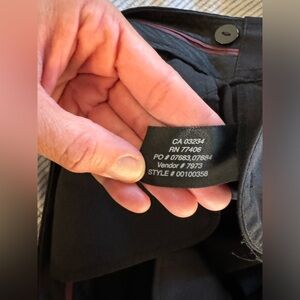 CA 03234
RN 77406
PO # 07683,07684
Vendor # 7973
STYLE # 00100358